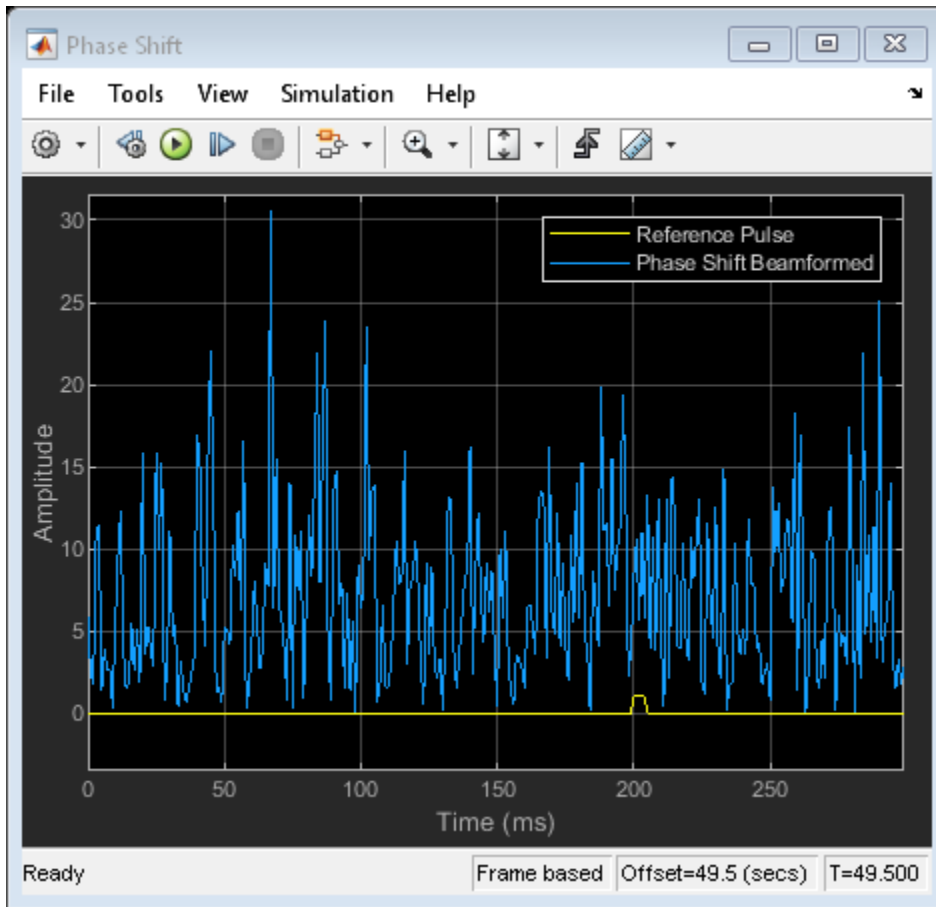 Phase Shift
File Tools View Simulation Help
30
25
20
15
10
5
0
Amplitude
Reference Pulse
Phase Shift Beamformed
0 50 100 150 200 250
Time (ms)
Ready Frame based Offset=49.5 (secs) T=49.500